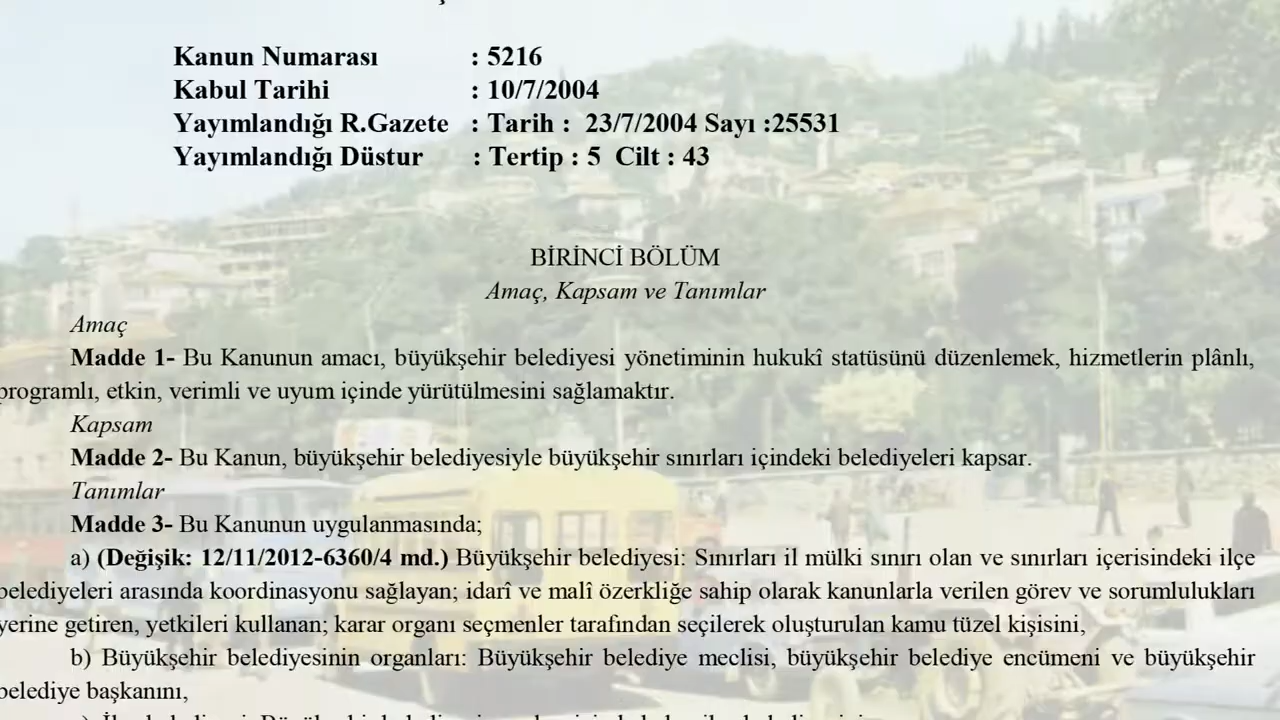 Kanun Numarası : 5216
Kabul Tarihi : 10/7/2004
Yayımlandığı R.Gazete : Tarih : 23/7/2004 Sayı :25531
Yayımlandığı Düstur : Tertip : 5 Cilt : 43
BİRİNCİ BÖLÜM
Amaç, Kapsam ve Tanımlar
Amaç
Madde 1- Bu Kanunun amacı, büyükşehir belediyesi yönetiminin hukukî statüsünü düzenlemek, hizmetlerin plânlı,
programlı, etkin, verimli ve uyum içinde yürütülmesini sağlamaktır.
Kapsam
Madde 2- Bu Kanun, büyükşehir belediyesiyle büyükşehir sınırları içindeki belediyeleri kapsar.
Tanımlar
Madde 3- Bu Kanunun uygulanmasında;
a) (Değişik: 12/11/2012-6360/4 md.) Büyükşehir belediyesi: Sınırları il mülki sınırı olan ve sınırları içerisindeki ilçe
belediyeleri arasında koordinasyonu sağlayan; idarî ve malî özerkliğe sahip olarak kanunlarla verilen görev ve sorumlulukları
yerine getiren, yetkileri kullanan; karar organı seçmenler tarafından seçilerek oluşturulan kamu tüzel kişisini,
b) Büyükşehir belediyesinin organları: Büyükşehir belediye meclisi, büyükşehir belediye encümeni ve büyükşehir
belediye başkanını,